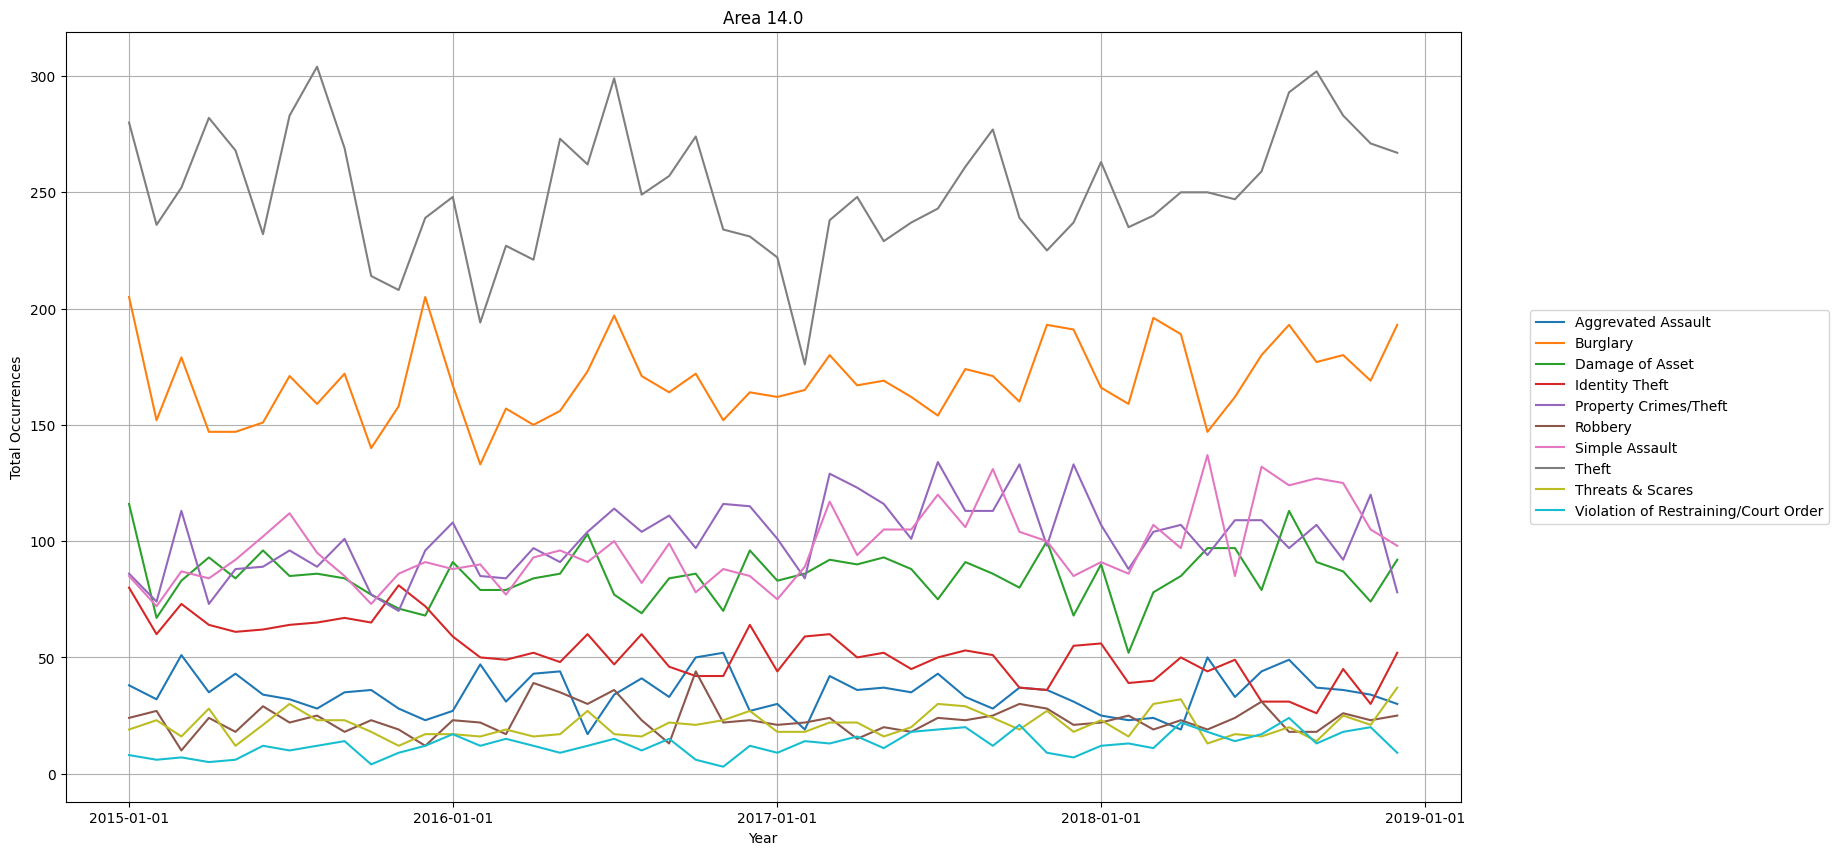 Area 14.0
Total Occurrences
300
250
200
150
100
50
0
2015-01-01
2016-01-01
2017-01-01
2018-01-01
2019-01-01
Year
Aggrevated Assault
Burglary
Damage of Asset
Identity Theft
Property Crimes/Theft
Robbery
Simple Assault
Theft
Threats & Scares
Violation of Restraining/Court Order